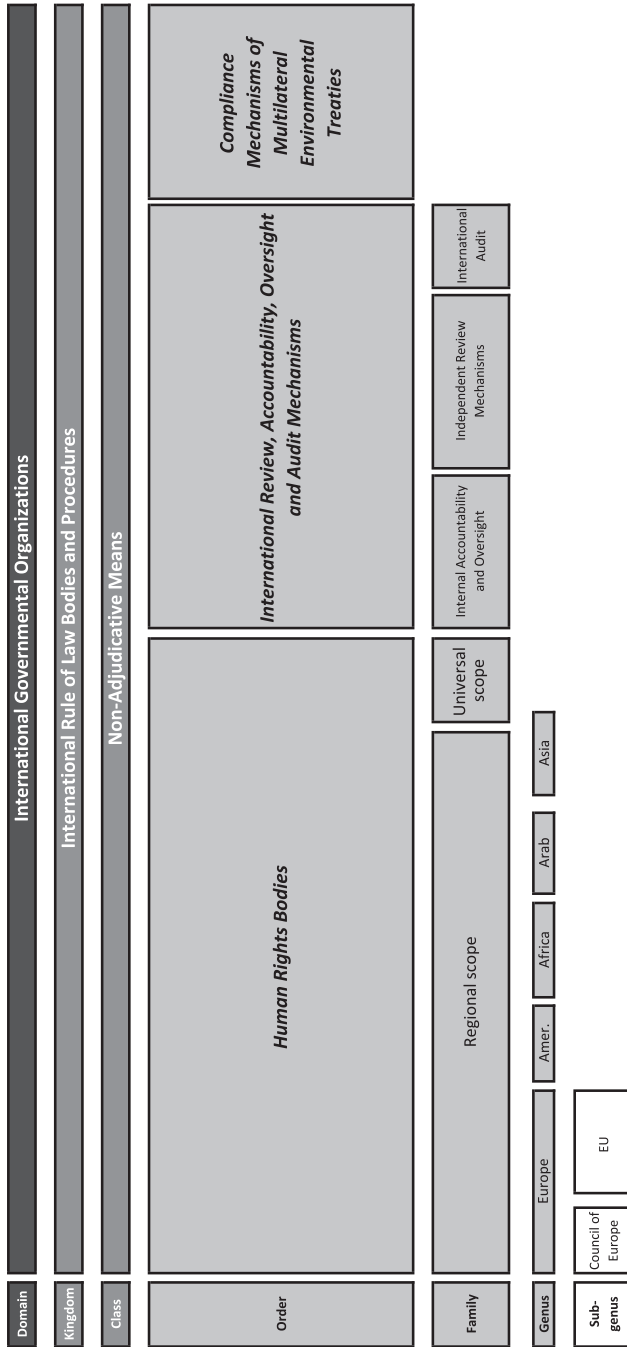 Domain
International Governmental Organizations
Kingdom
International Rule of Law Bodies and Procedures
Class
Non-Adjudicative Means
Order
Human Rights Bodies
International Review, Accountability, Oversight
and Audit Mechanisms
Compliance
Mechanisms of
Multilateral
Environmental
Treaties
Family
Regional scope
Universal
scope
Internal Accountability
and Oversight
Independent Review
Mechanisms
International
Audit
Genus
Europe
Amer.
Africa
Arab
Asia
Sub-
genus
Council of
Europe
EU